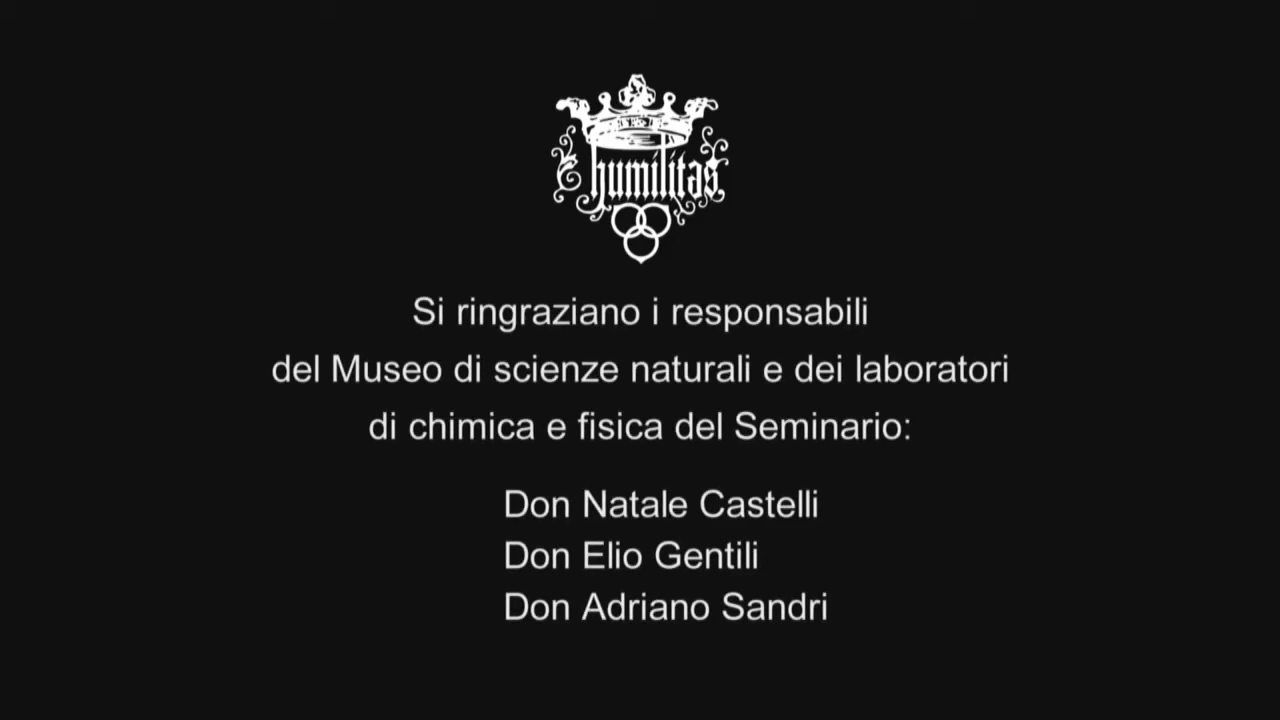 humilitas
Si ringraziano i responsabili
del Museo di scienze naturali e dei laboratori
di chimica e fisica del Seminario:
Don Natale Castelli
Don Elio Gentili
Don Adriano Sandri